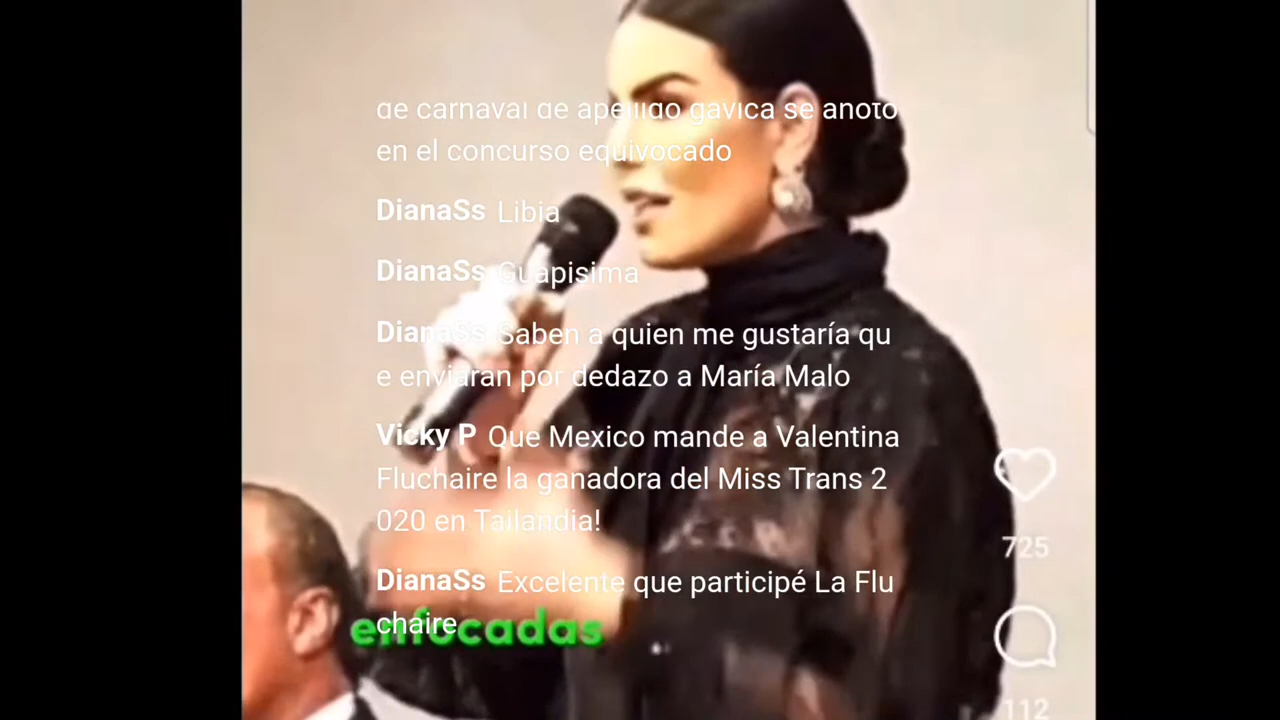 de carnaval de apellido gavica se anoto
en el concurso equivocado
DianaSs Libia
DianaSs Guapisima
DianaSs Saben a quien me gustaría qu
e enviaran por dedazo a María Malo
Vicky P Que Mexico mande a Valentina
Fluchaire la ganadora del Miss Trans 2
020 en Tailandia!
DianaSs Excelente que participé La Flu
chaire
enfocadas
725
112